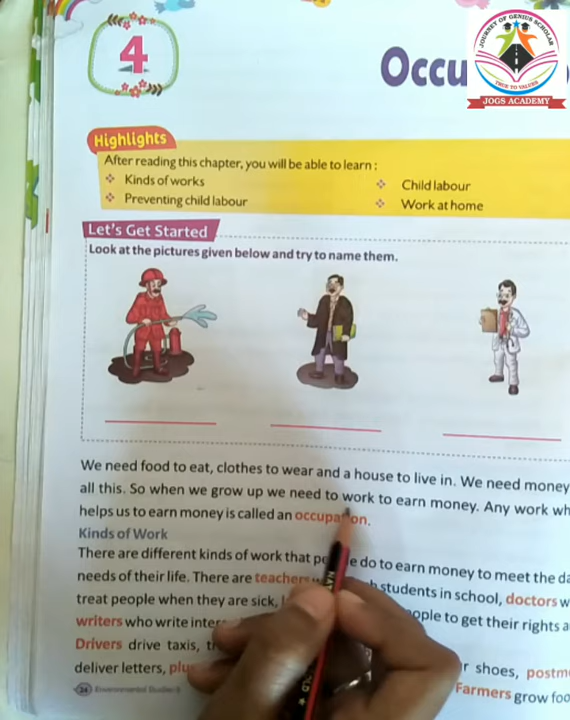 4
Occu
JOURNEY OF GENIUS SCHOLAR
TRUE TO VALUES
JOGS ACADEMY
Highlights
After reading this chapter, you will be able to learn :
Kinds of works
Child labour
Preventing child labour
Work at home
Let's Get Started
Look at the pictures given below and try to name them.
We need food to eat, clothes to wear and a house to live in. We need money
all this. So when we grow up we need to work to earn money. Any work wh
helps us to earn money is called an occupation.
Kinds of Work
There are different kinds of work that pe e do to earn money to meet the da
needs of their life. There are teachers students in school, doctors w
treat people when they are sick, ople to get their rights a
writers who write inter
Drivers drive taxis, r shoes, postm
deliver letters, plu Farmers grow foo
24 Environmental Studies-3